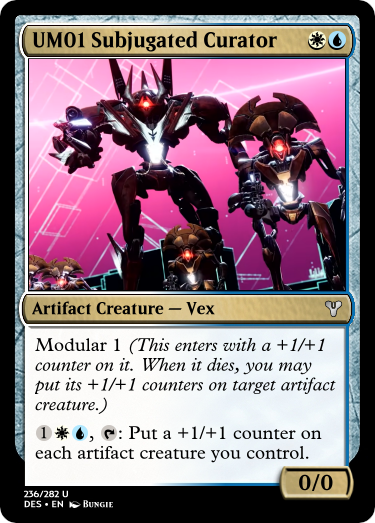 UM01 Subjugated Curator
Artifact Creature — Vex
Modular 1 (This enters with a +1/+1
counter on it. When it dies, you may
put its +1/+1 counters on target artifact
creature.)
1, : Put a +1/+1 counter on
each artifact creature you control.
0/0
236/282 U
DES • EN Bungie